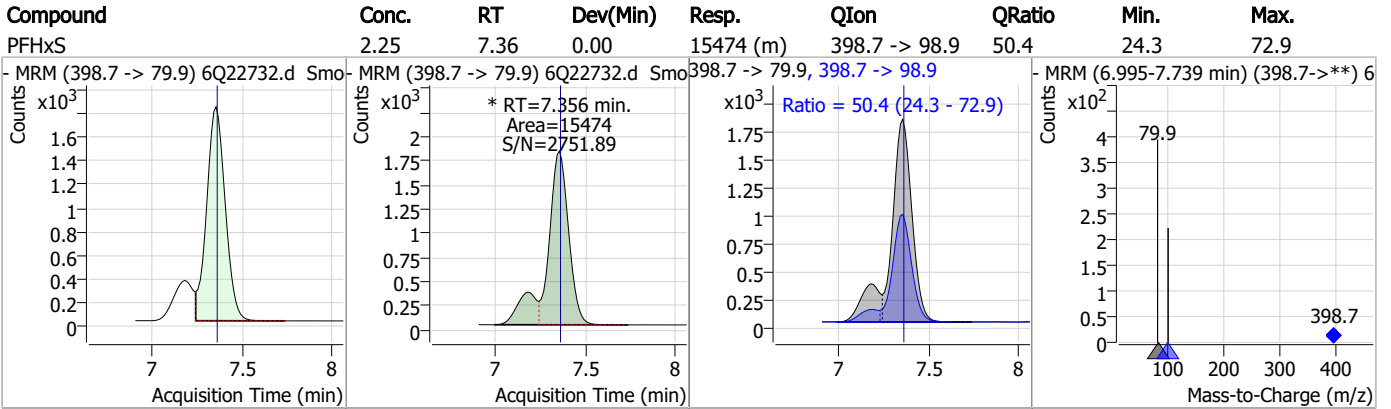 Compound Conc. RT Dev(Min) Resp. QIon QRatio Min. Max.
PFHxS 2.25 7.36 0.00 15474 (m) 398.7 -> 98.9 50.4 24.3 72.9
- MRM (398.7 -> 79.9) 6Q22732.d Smo
Counts
x10³
1.6
1.4
1.2
1
0.8
0.6
0.4
0.2
0
7 7.5 8
Acquisition Time (min)
- MRM (398.7 -> 79.9) 6Q22732.d Smo
Counts
x10³
* RT=7.356 min.
Area=15474
S/N=2751.89
2
1.75
1.5
1.25
1
0.75
0.5
0.25
0
7 7.5 8
Acquisition Time (min)
398.7 -> 79.9, 398.7 -> 98.9
Counts
x10³
Ratio = 50.4 (24.3 - 72.9)
1.75
1.5
1.25
1
0.75
0.5
0.25
0
7 7.5 8
Acquisition Time (min)
- MRM (6.995-7.739 min) (398.7->**) 6
Counts
x10²
79.9
4
3.5
3
2.5
2
1.5
1
0.5
0
398.7
100 200 300 400
Mass-to-Charge (m/z)